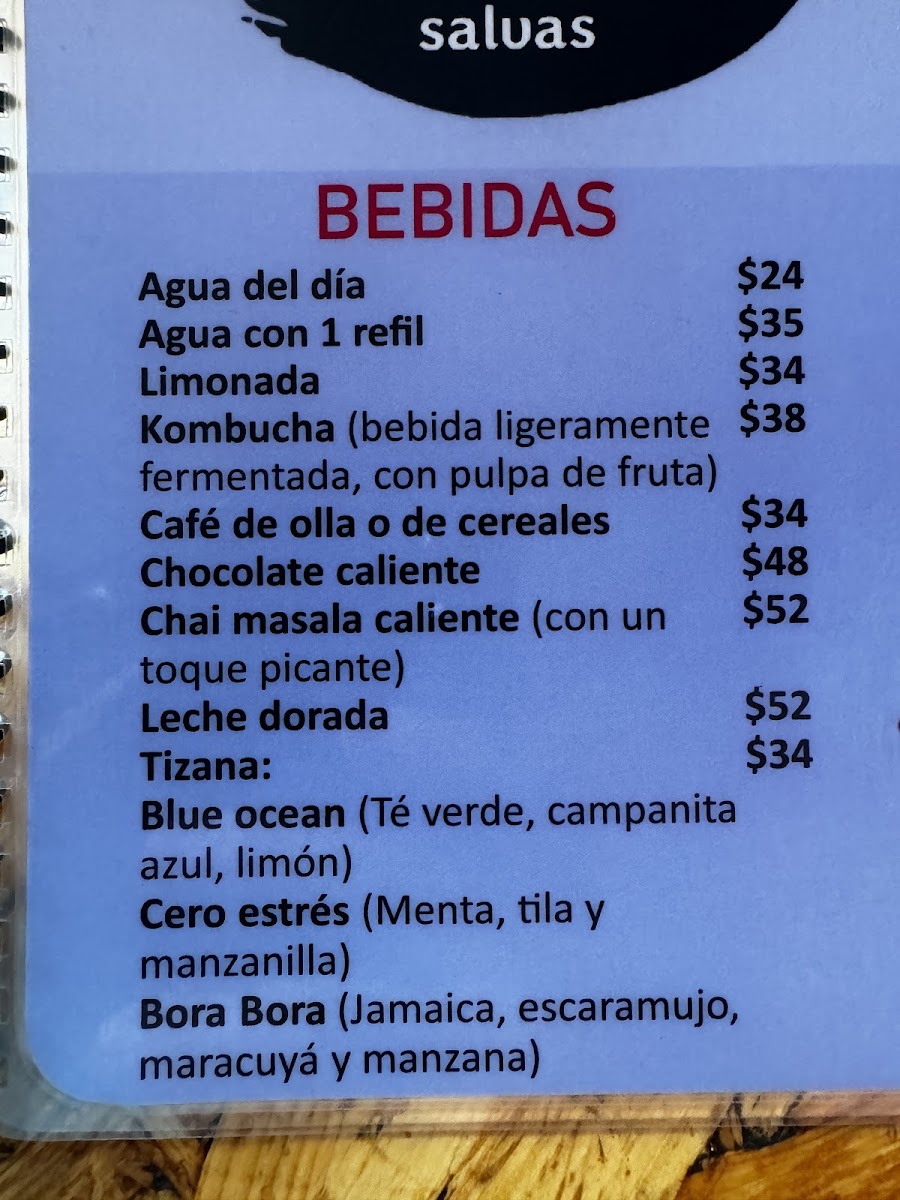 saluas
BEBIDAS
Agua del día $24
Agua con 1 refil $35
Limonada $34
Kombucha (bebida ligeramente $38
fermentada, con pulpa de fruta)
Café de olla o de cereales $34
Chocolate caliente $48
Chai masala caliente (con un $52
toque picante)
Leche dorada $52
Tizana: $34
Blue ocean (Té verde, campanita
azul, limón)
Cero estrés (Menta, tila y
manzanilla)
Bora Bora (Jamaica, escaramujo,
maracuyá y manzana)